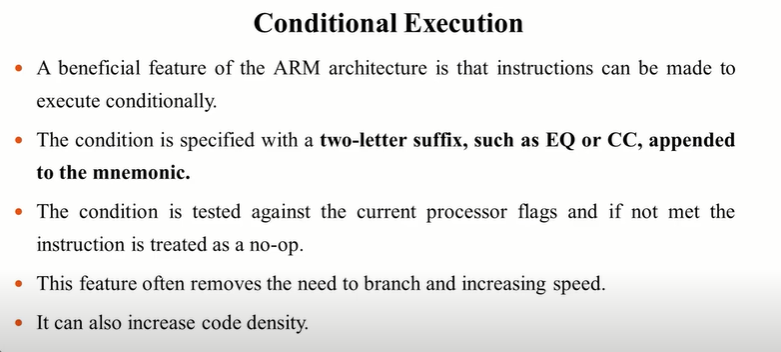 Conditional Execution
• A beneficial feature of the ARM architecture is that instructions can be made to
execute conditionally.
• The condition is specified with a two-letter suffix, such as EQ or CC, appended
to the mnemonic.
• The condition is tested against the current processor flags and if not met the
instruction is treated as a no-op.
• This feature often removes the need to branch and increasing speed.
• It can also increase code density.